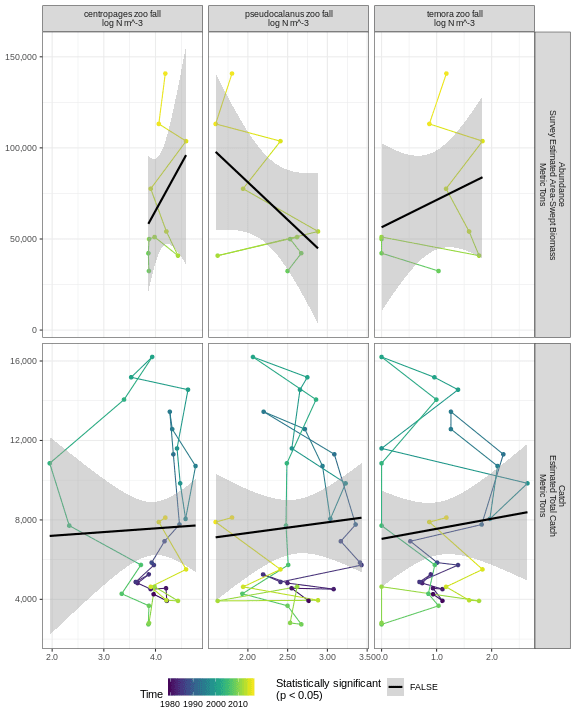 centropages zoo fall
log N m^-3
pseudocalanus zoo fall
log N m^-3
temora zoo fall
log N m^-3
150,000
100,000
50,000
0
Abundance
Survey Estimated Area-Swept Biomass
Metric Tons
16,000
12,000
8,000
4,000
Catch
Estimated Total Catch
Metric Tons
2.0 3.0 4.0
2.00 2.50 3.00 3.50
0.0 1.0 2.0
Time
1980 1990 2000 2010
Statistically significant
(p < 0.05)
FALSE